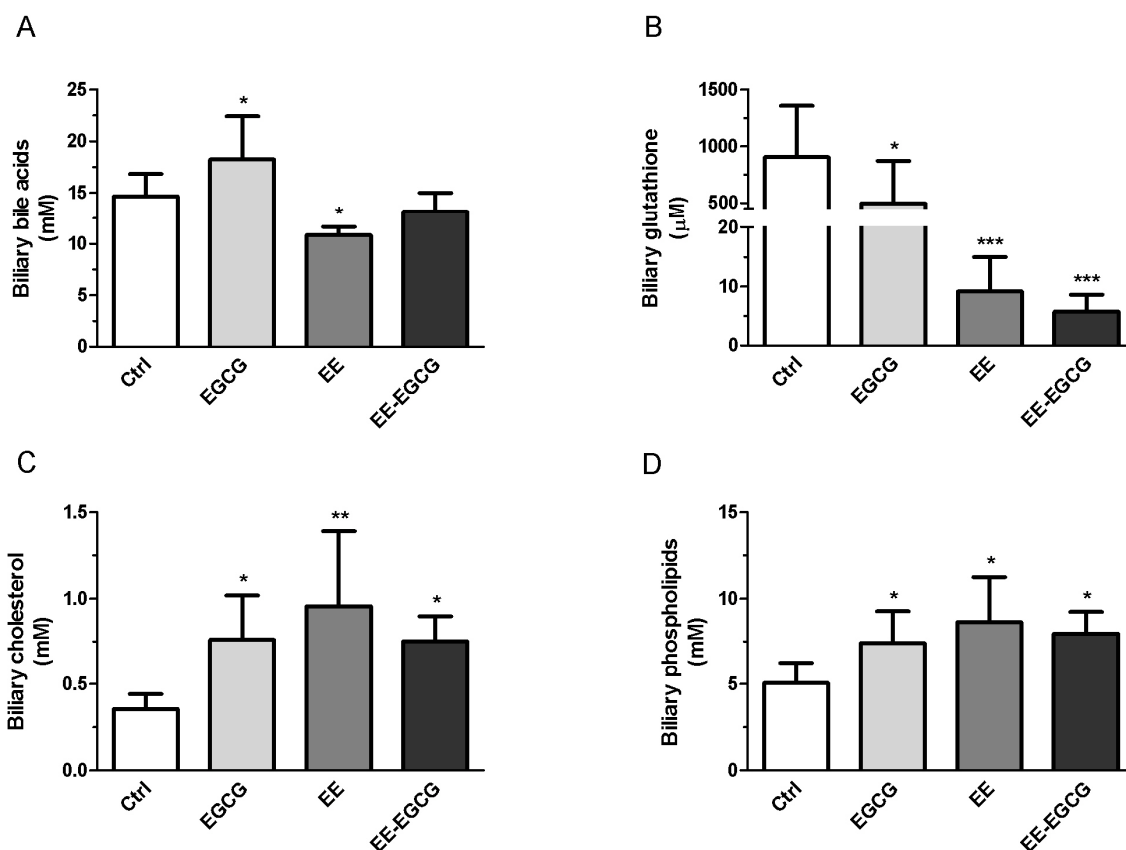 A
Biliary bile acids
(mM)
25
20
15
10
5
0
*
*
Ctrl
EGCG
EE
EE-EGCG
B
Biliary glutathione
(μM)
1500
1000
500
20
10
0
*
***
***
Ctrl
EGCG
EE
EE-EGCG
C
Biliary cholesterol
(mM)
1.5
1.0
0.5
0.0
*
**
*
Ctrl
EGCG
EE
EE-EGCG
D
Biliary phospholipids
(mM)
15
10
5
0
*
*
*
Ctrl
EGCG
EE
EE-EGCG